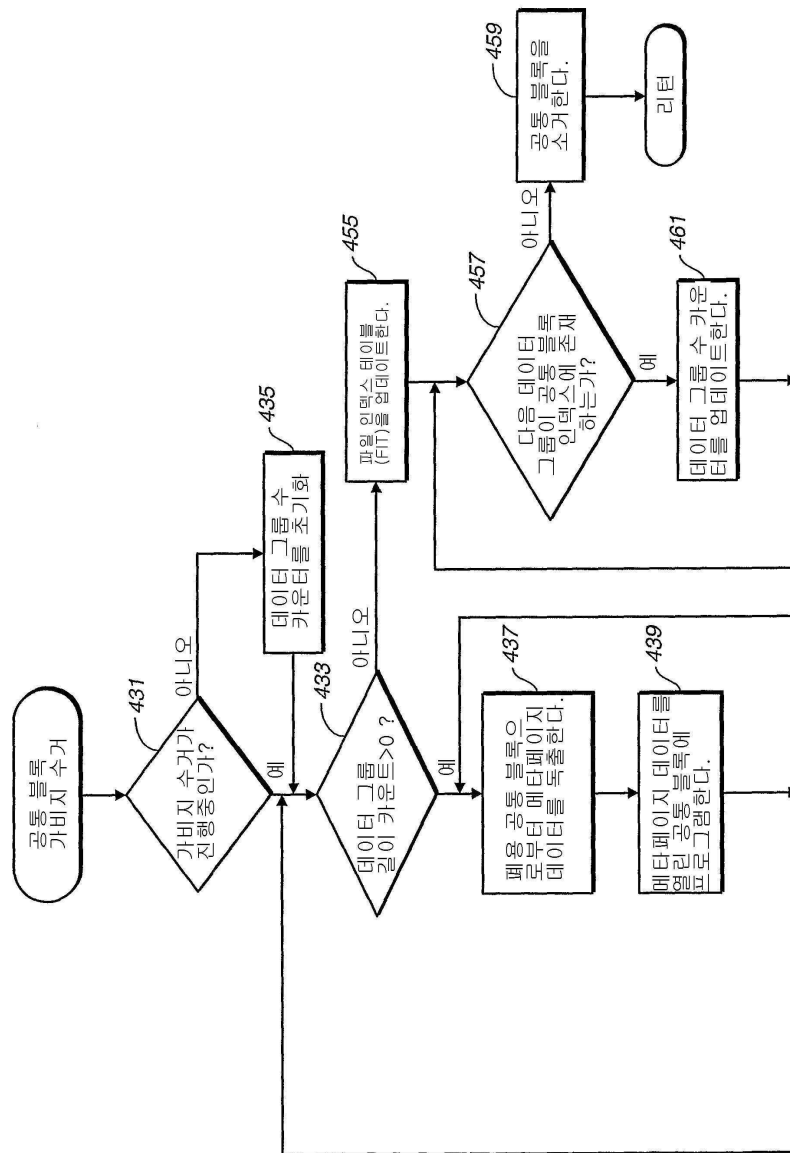 공통 블록
가비지 수거
431
가비지 수거가
진행중인가?
아니오
435
데이터 그룹 수
카운터를 초기화
예
433
데이터 그룹
길이 카운트>0 ?
아니오
455
파일 인덱스 테이블
(FIT)를 업데이트한다.
457
다음 데이터
그룹이 공통 블록
인덱스에 존재
하는가?
아니오
459
공통 블록을
소거한다.
리턴
예
461
데이터 그룹 수 카운
터를 업데이트한다.
예
437
폐용 공통 블록으
로부터 메타페이지
데이터를 독출한다.
439
메타페이지 데이터를
열린 공통 블록에
프로그램한다.